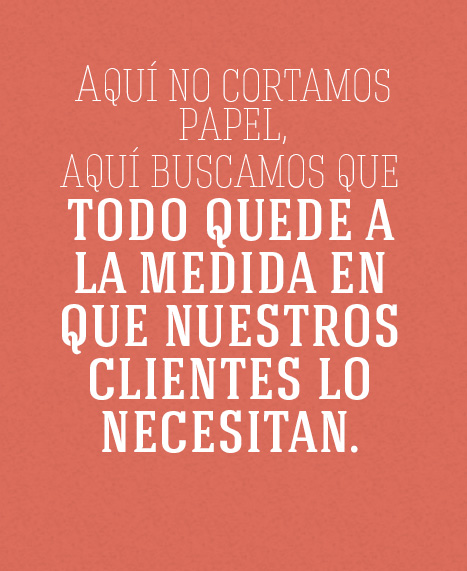 AQUÍ NO CORTAMOS
PAPEL,
AQUÍ BUSCAMOS QUE
TODO QUEDE A
LA MEDIDA EN
QUE NUESTROS
CLIENTES LO
NECESITAN.